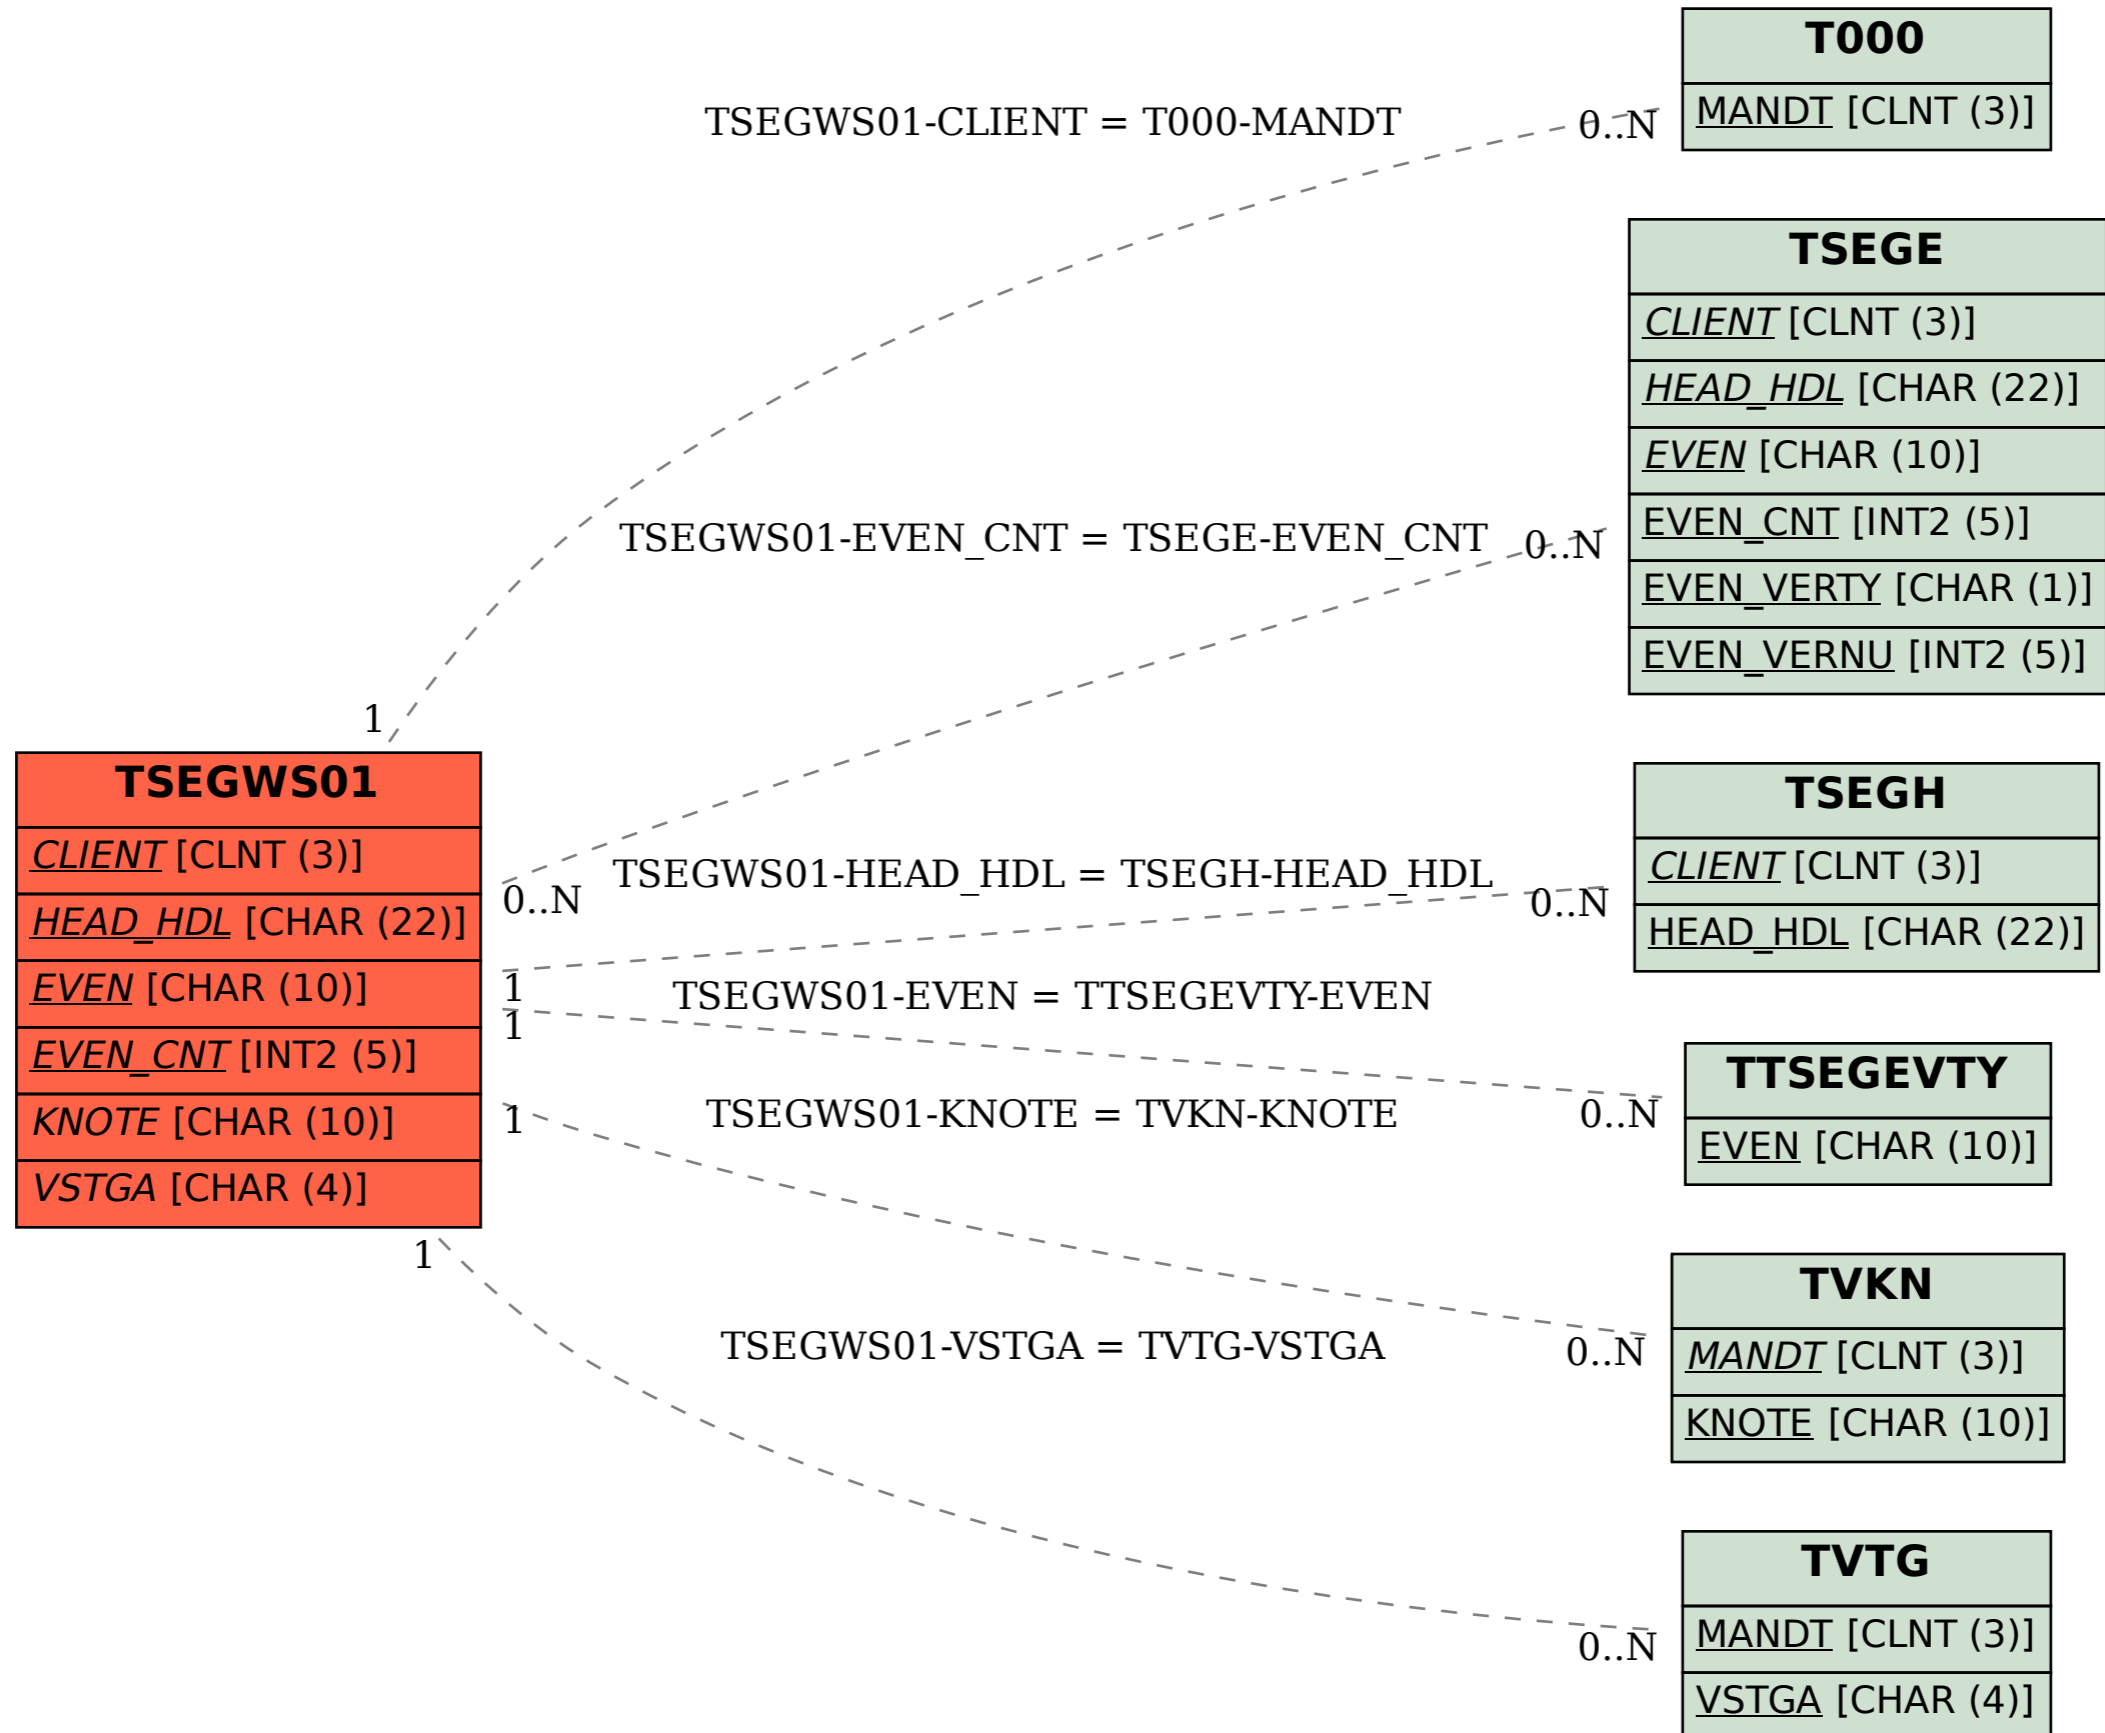 T000
MANDT [CLNT (3)]
TSEGWS01-CLIENT = T000-MANDT
0..N
1
TSEGE
CLIENT [CLNT (3)]
HEAD_HDL [CHAR (22)]
EVEN [CHAR (10)]
EVEN_CNT [INT2 (5)]
EVEN_VERTY [CHAR (1)]
EVEN_VERNU [INT2 (5)]
TSEGWS01-EVEN_CNT = TSEGE-EVEN_CNT
0..N
0..N
TSEGWS01
CLIENT [CLNT (3)]
HEAD_HDL [CHAR (22)]
EVEN [CHAR (10)]
EVEN_CNT [INT2 (5)]
KNOTE [CHAR (10)]
VSTGA [CHAR (4)]
TSEGWS01-HEAD_HDL = TSEGH-HEAD_HDL
0..N
1
TSEGH
CLIENT [CLNT (3)]
HEAD_HDL [CHAR (22)]
TSEGWS01-EVEN = TTSEGEVTY-EVEN
1
0..N
TTSEGEVTY
EVEN [CHAR (10)]
TSEGWS01-KNOTE = TVKN-KNOTE
1
0..N
TVKN
MANDT [CLNT (3)]
KNOTE [CHAR (10)]
TSEGWS01-VSTGA = TVTG-VSTGA
1
0..N
TVTG
MANDT [CLNT (3)]
VSTGA [CHAR (4)]